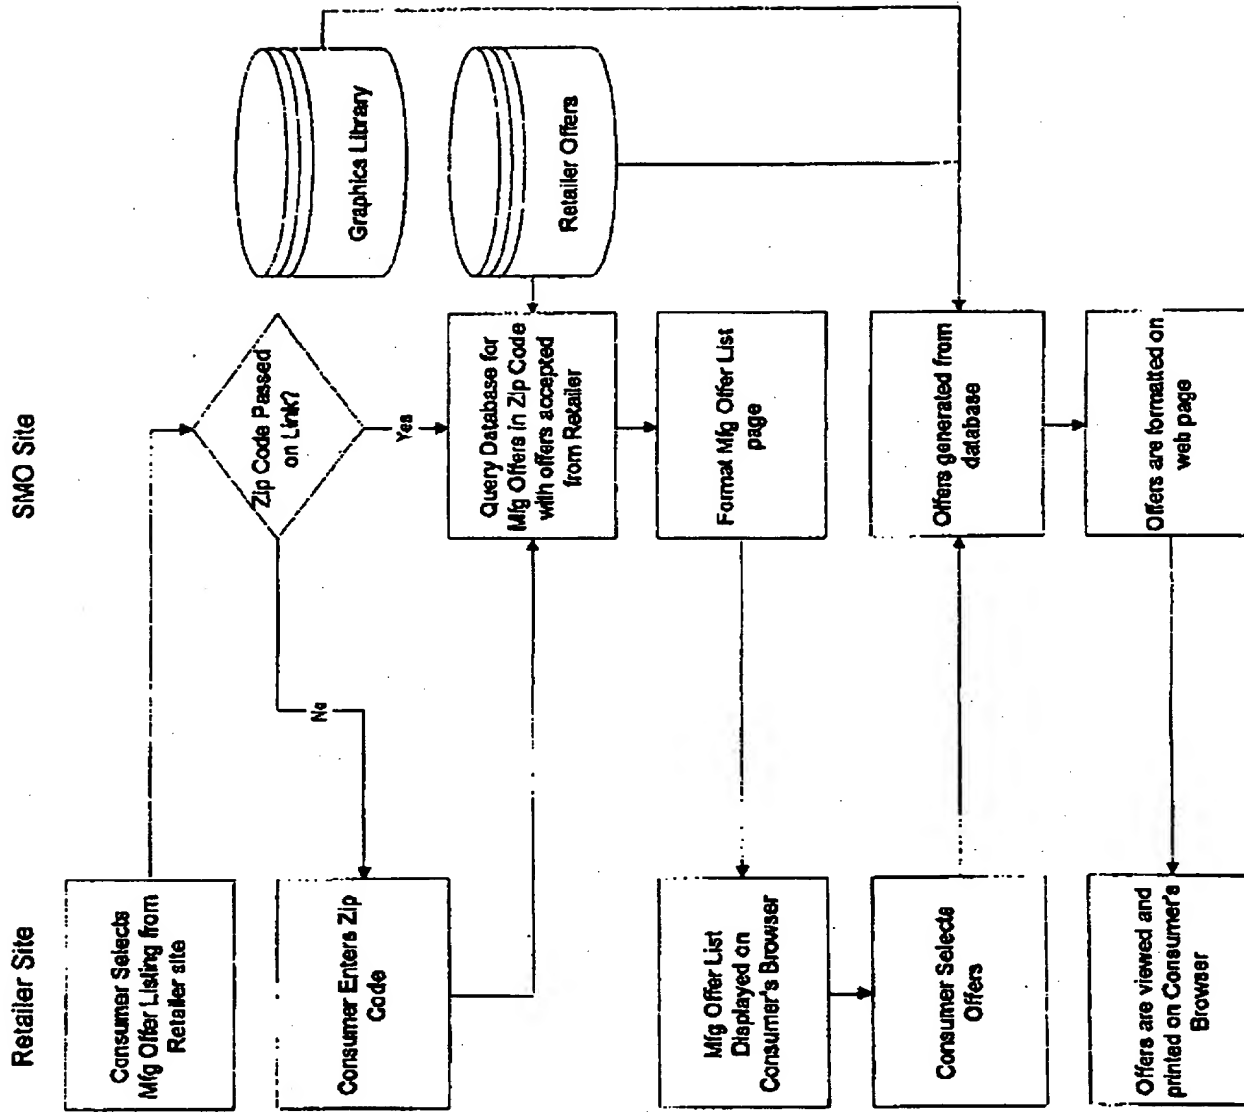 Retailer Site
SMO Site
Consumer Selects
Mfg Offer Listing from
Retailer site
Zip Code Passed
on Link?
No
Yes
Consumer Enters Zip
Code
Query Database for
Mfg Offers in Zip Code
with offers accepted
from Retailer
Graphics Library
Retailer Offers
Format Mfg Offer List
page
Mfg Offer List
Displayed on
Consumer's Browser
Consumer Selects
Offers
Offers generated from
database
Offers are formatted on
web page
Offers are viewed and
printed on Consumer's
Browser